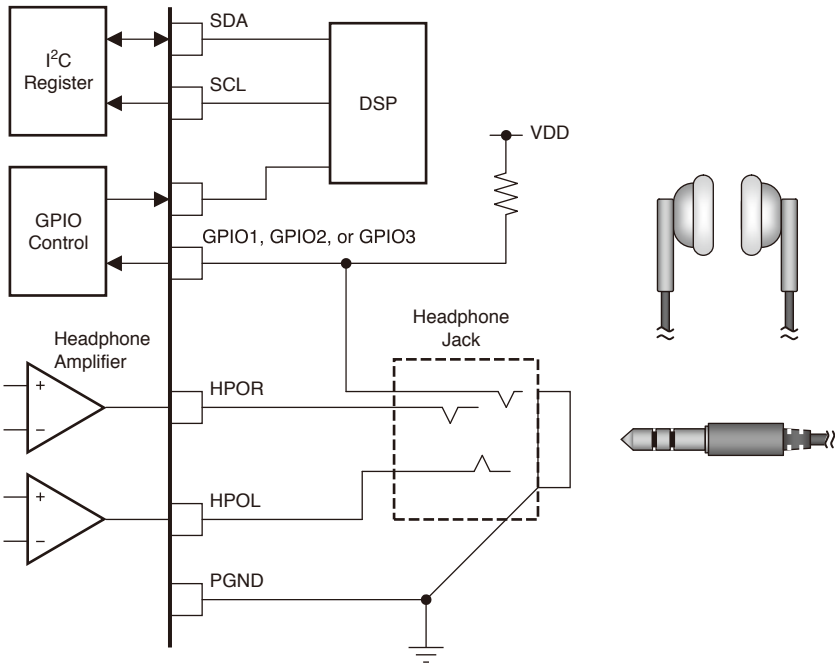 SDA
I²C
Register
SCL
DSP
VDD
GPIO
Control
GPIO1, GPIO2, or GPIO3
Headphone
Jack
Headphone
Amplifier
+
−
HPOR
+
−
HPOL
PGND